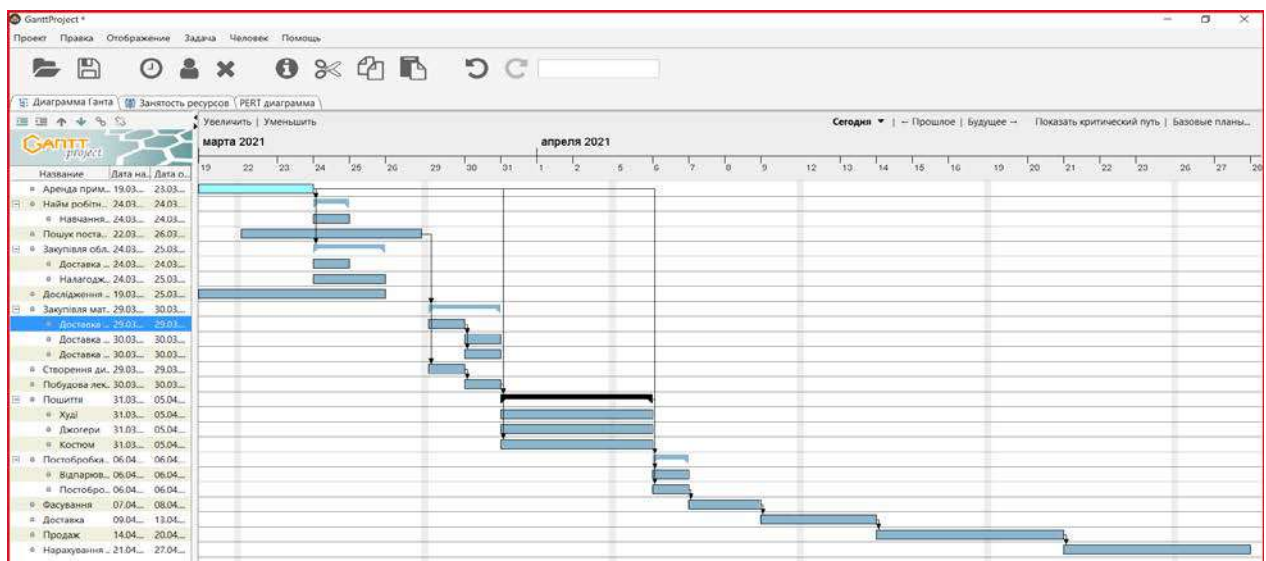 GanttProject *
Проект Правка Отображение Задача Человек Помощь
Диаграмма Ганта Занятость ресурсов PERT диаграмма
Увеличить | Уменьшить Сегодня ▼ | ← Прошлое | Будущее → Показать критический путь | Базовые планы...
GANTT project
марта 2021 апреля 2021
19 22 23 24 25 26 29 30 31 1 2 5 6 7 8 9 12 13 14 15 16 19 20 21 22 23 26 27 20
Название Дата на... Дата о...
Аренда прим... 19.03.... 23.03....
Найм робітн... 24.03.... 24.03....
Навчання... 24.03.... 24.03....
Пошук поста... 22.03.... 26.03....
Закупівля обл... 24.03.... 25.03....
Доставка ... 24.03.... 24.03....
Налагодж... 24.03.... 25.03....
Дослідження ... 19.03.... 25.03....
Закупівля мат... 29.03.... 30.03....
Доставка ... 29.03.... 29.03....
Доставка ... 30.03.... 30.03....
Доставка ... 30.03.... 30.03....
Створення ди... 29.03.... 29.03....
Побудова лек... 30.03.... 30.03....
Пошиття 31.03.... 05.04....
Худі 31.03.... 05.04....
Джогери 31.03.... 05.04....
Костюм 31.03.... 05.04....
Постобробка... 06.04.... 06.04....
Відпарюв... 06.04.... 06.04....
Постобро... 06.04.... 06.04....
Фасування 07.04.... 08.04....
Доставка 09.04.... 13.04....
Продаж 14.04.... 20.04....
Нарахування ... 21.04.... 27.04....